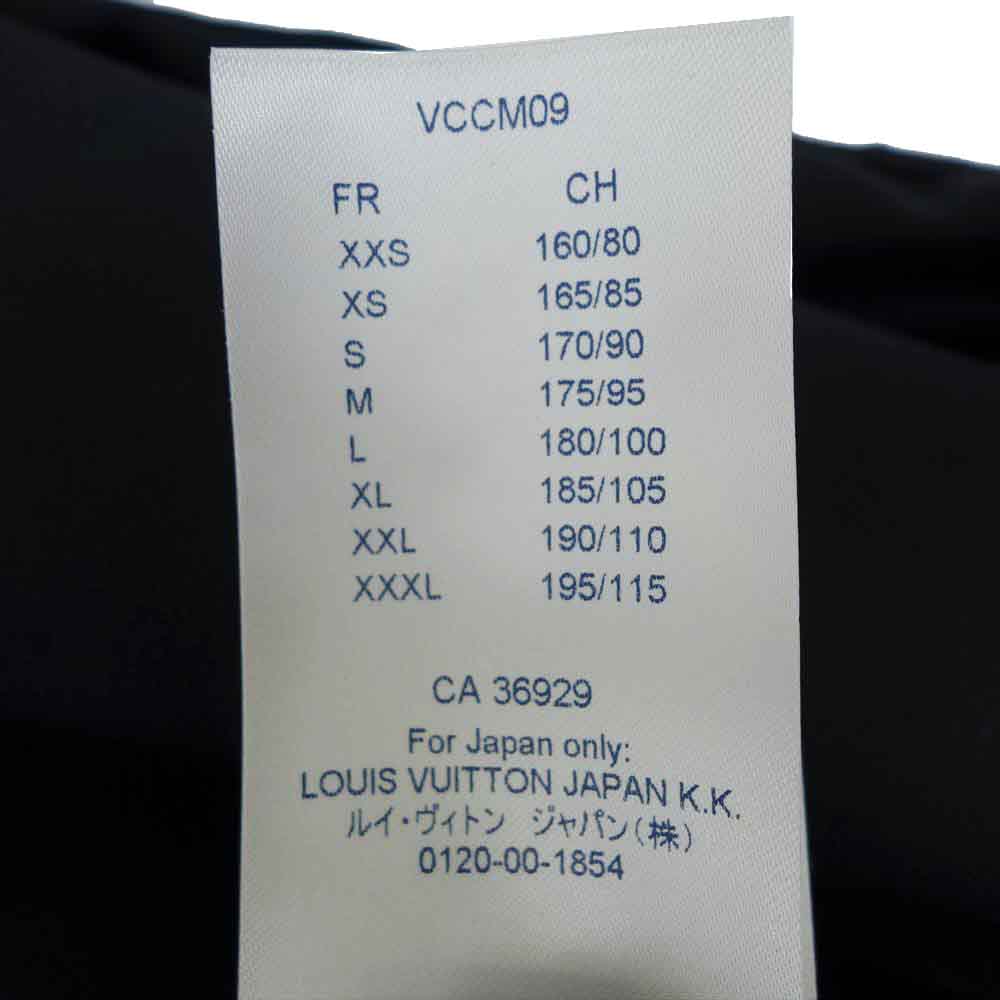 VCCM09
FR CH
XXS 160/80
XS 165/85
S 170/90
M 175/95
L 180/100
XL 185/105
XXL 190/110
XXXL 195/115
CA 36929
For Japan only:
LOUIS VUITTON JAPAN K.K.
ルイ・ヴィトン ジャパン(株)
0120-00-1854